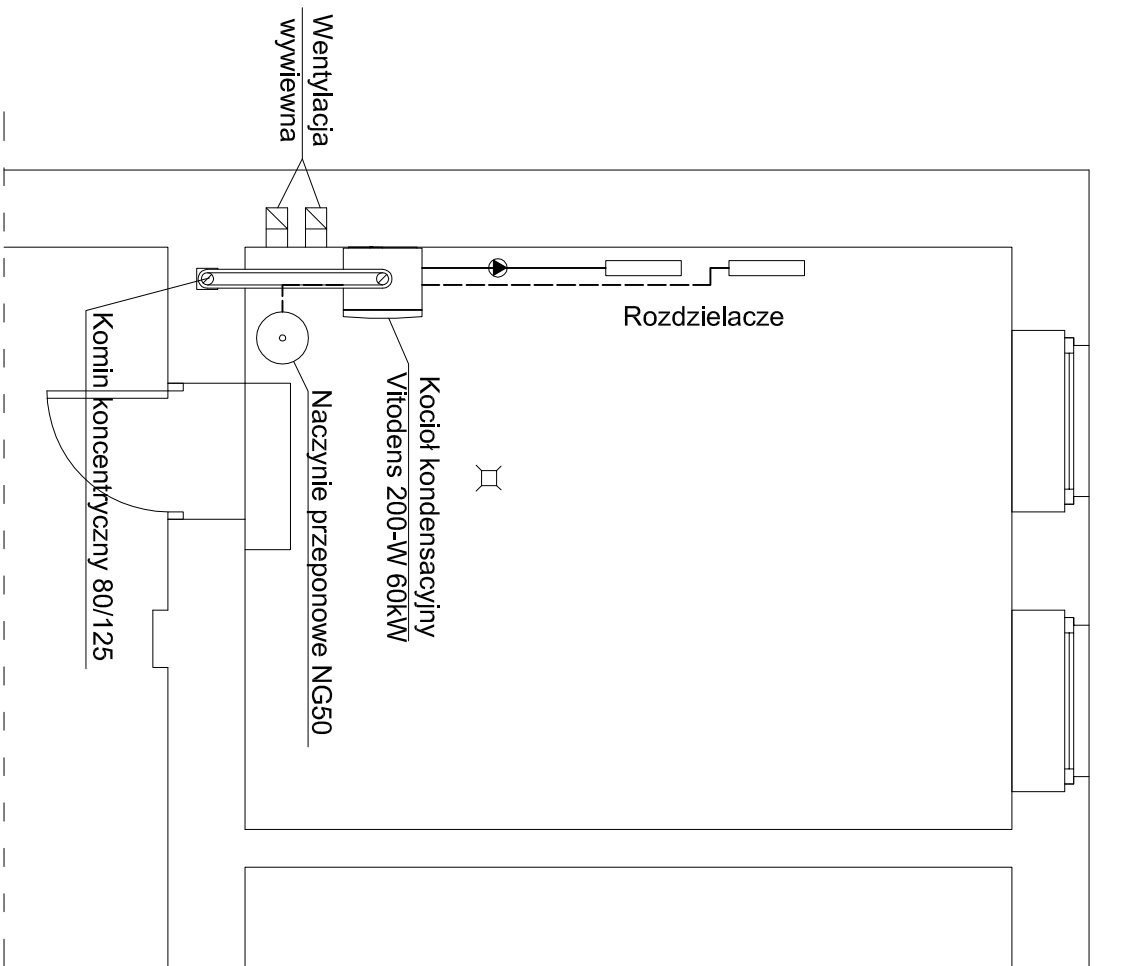 Wentylacja
wywiewna
Rozdzielacze
Kocioł kondensacyjny
Vitodens 200-W 60kW
Naczynie przeponowe NG50
Komin koncentryczny 80/125